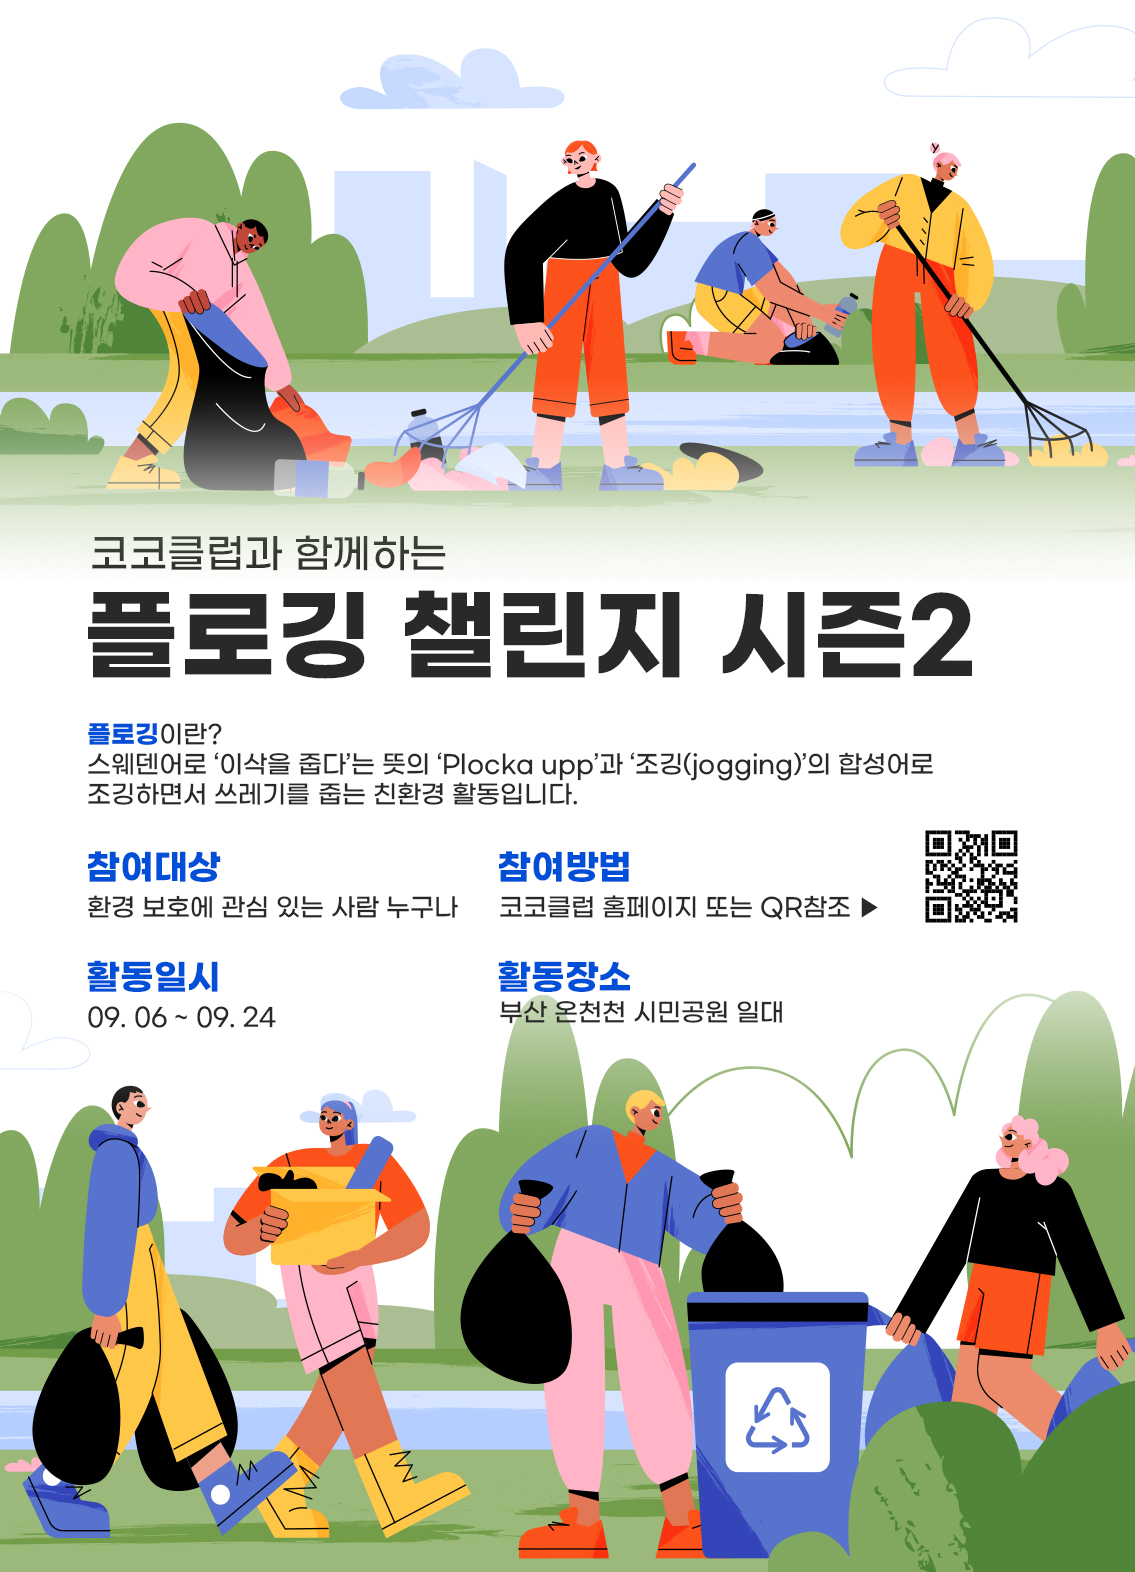 코코클럽과 함께하는
플로깅 챌린지 시즌2
플로깅이란?
스웨덴어로 ‘이삭을 줍다’는 뜻의 ‘Plocka upp’과 ‘조깅(jogging)’의 합성어로
조깅하면서 쓰레기를 줍는 친환경 활동입니다.
참여대상
환경 보호에 관심 있는 사람 누구나
참여방법
코코클럽 홈페이지 또는 QR참조 ▶
활동일시
09. 06 ~ 09. 24
활동장소
부산 온천천 시민공원 일대